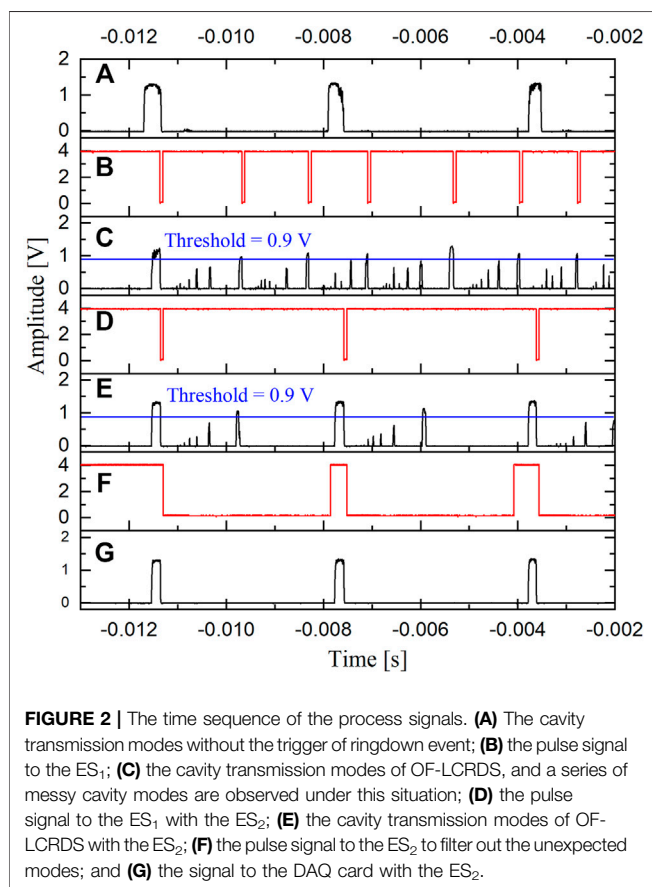 -0.012 -0.010 -0.008 -0.006 -0.004 -0.002
A
2
1
0
B
4
2
0
C
Threshold = 0.9 V
2
1
0
D
4
2
0
E
Threshold = 0.9 V
2
1
0
F
4
2
0
G
2
1
0
Amplitude [V]
-0.012 -0.010 -0.008 -0.006 -0.004 -0.002
Time [s]
FIGURE 2 | The time sequence of the process signals. (A) The cavity
transmission modes without the trigger of ringdown event; (B) the pulse signal
to the ES₁; (C) the cavity transmission modes of OF-LCRDS, and a series of
messy cavity modes are observed under this situation; (D) the pulse
signal to the ES₁ with the ES₂; (E) the cavity transmission modes of OF-
LCRDS with the ES₂; (F) the pulse signal to the ES₂ to filter out the unexpected
modes; and (G) the signal to the DAQ card with the ES₂.